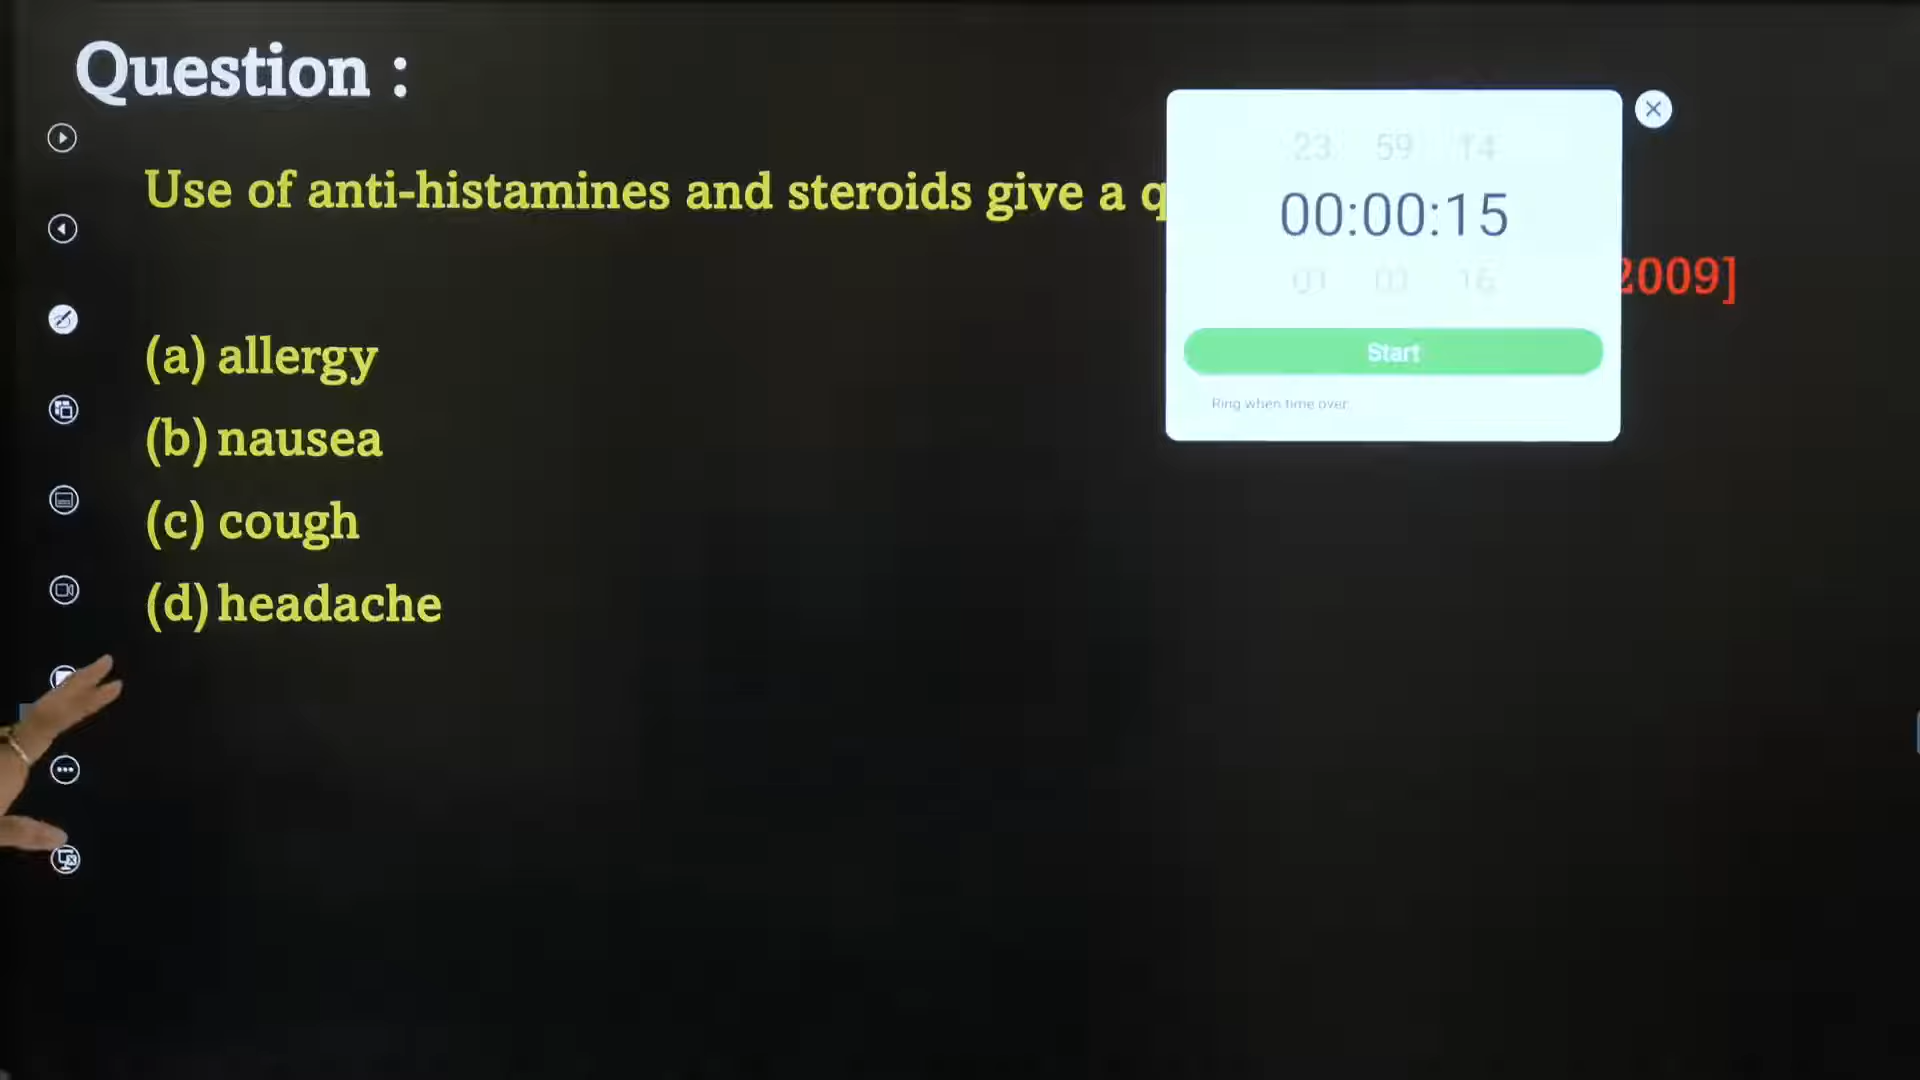 Question :
Use of anti-histamines and steroids give a q
2009]
(a) allergy
(b) nausea
(c) cough
(d) headache
23 59 14
00:00:15
01 01 16
Start
Ring when time over